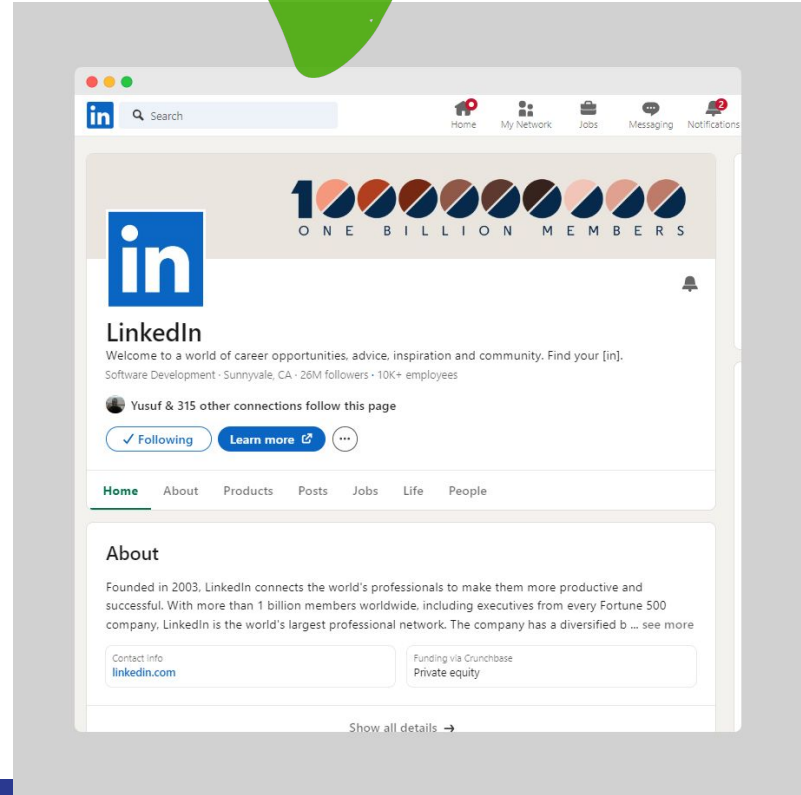 in
Search
Home
My Network
Jobs
Messaging
2
Notifications
1000000000
ONE BILLION MEMBERS
in
LinkedIn
Welcome to a world of career opportunities, advice, inspiration and community. Find your [in].
Software Development · Sunnyvale, CA · 26M followers · 10K+ employees
Yusuf & 315 other connections follow this page
✓ Following
Learn more
Home About Products Posts Jobs Life People
About
Founded in 2003, LinkedIn connects the world's professionals to make them more productive and
successful. With more than 1 billion members worldwide, including executives from every Fortune 500
company, LinkedIn is the world's largest professional network. The company has a diversified b ... see more
Contact info
linkedin.com
Funding via Crunchbase
Private equity
Show all details →